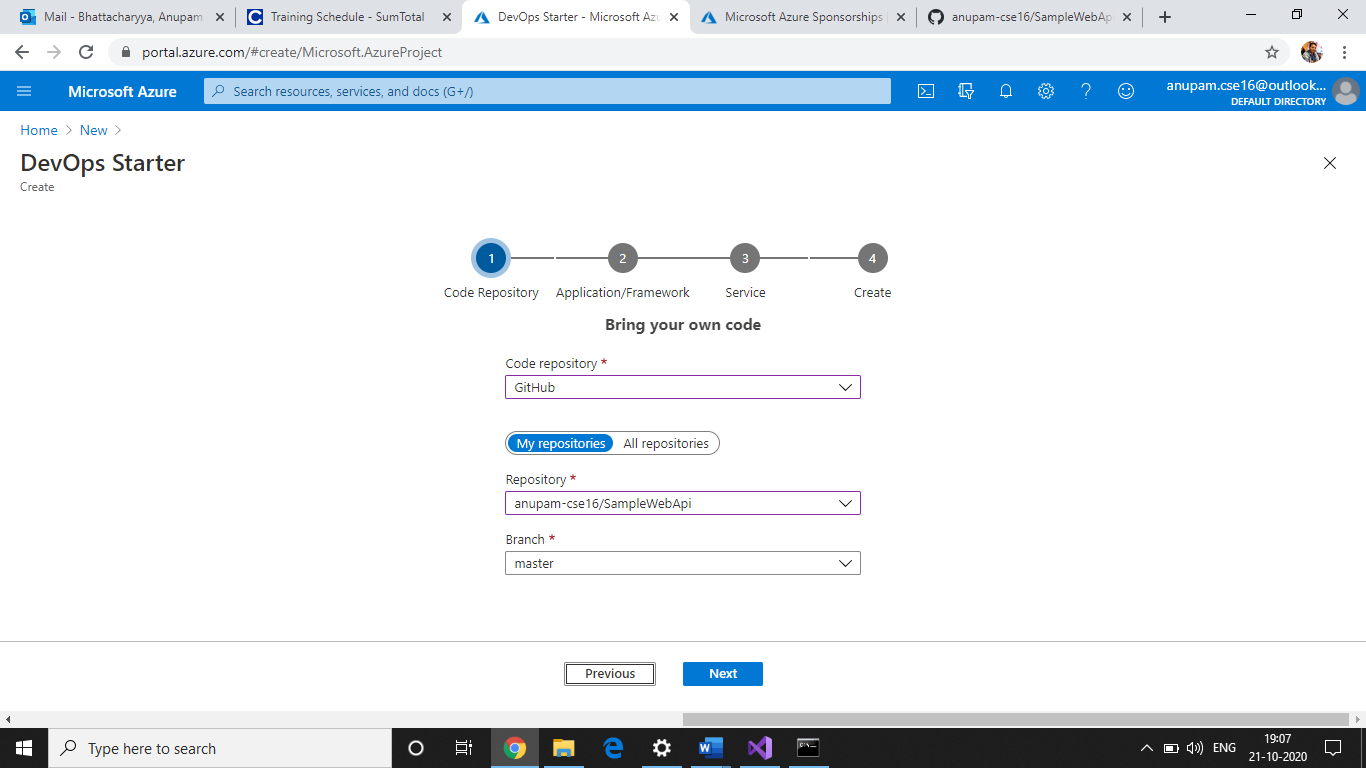 Mail - Bhattacharyya, Anupam
Training Schedule - SumTotal
DevOps Starter - Microsoft Azu
Microsoft Azure Sponsorships
anupam-cse16/SampleWebAp
portal.azure.com/#create/Microsoft.AzureProject
Microsoft Azure
Search resources, services, and docs (G+/)
anupam.cse16@outlook...
DEFAULT DIRECTORY
Home > New >
DevOps Starter
Create
1
2
3
4
Code Repository
Application/Framework
Service
Create
Bring your own code
Code repository *
GitHub
My repositories
All repositories
Repository *
anupam-cse16/SampleWebApi
Branch *
master
Previous
Next
Type here to search
ENG
19:07
21-10-2020